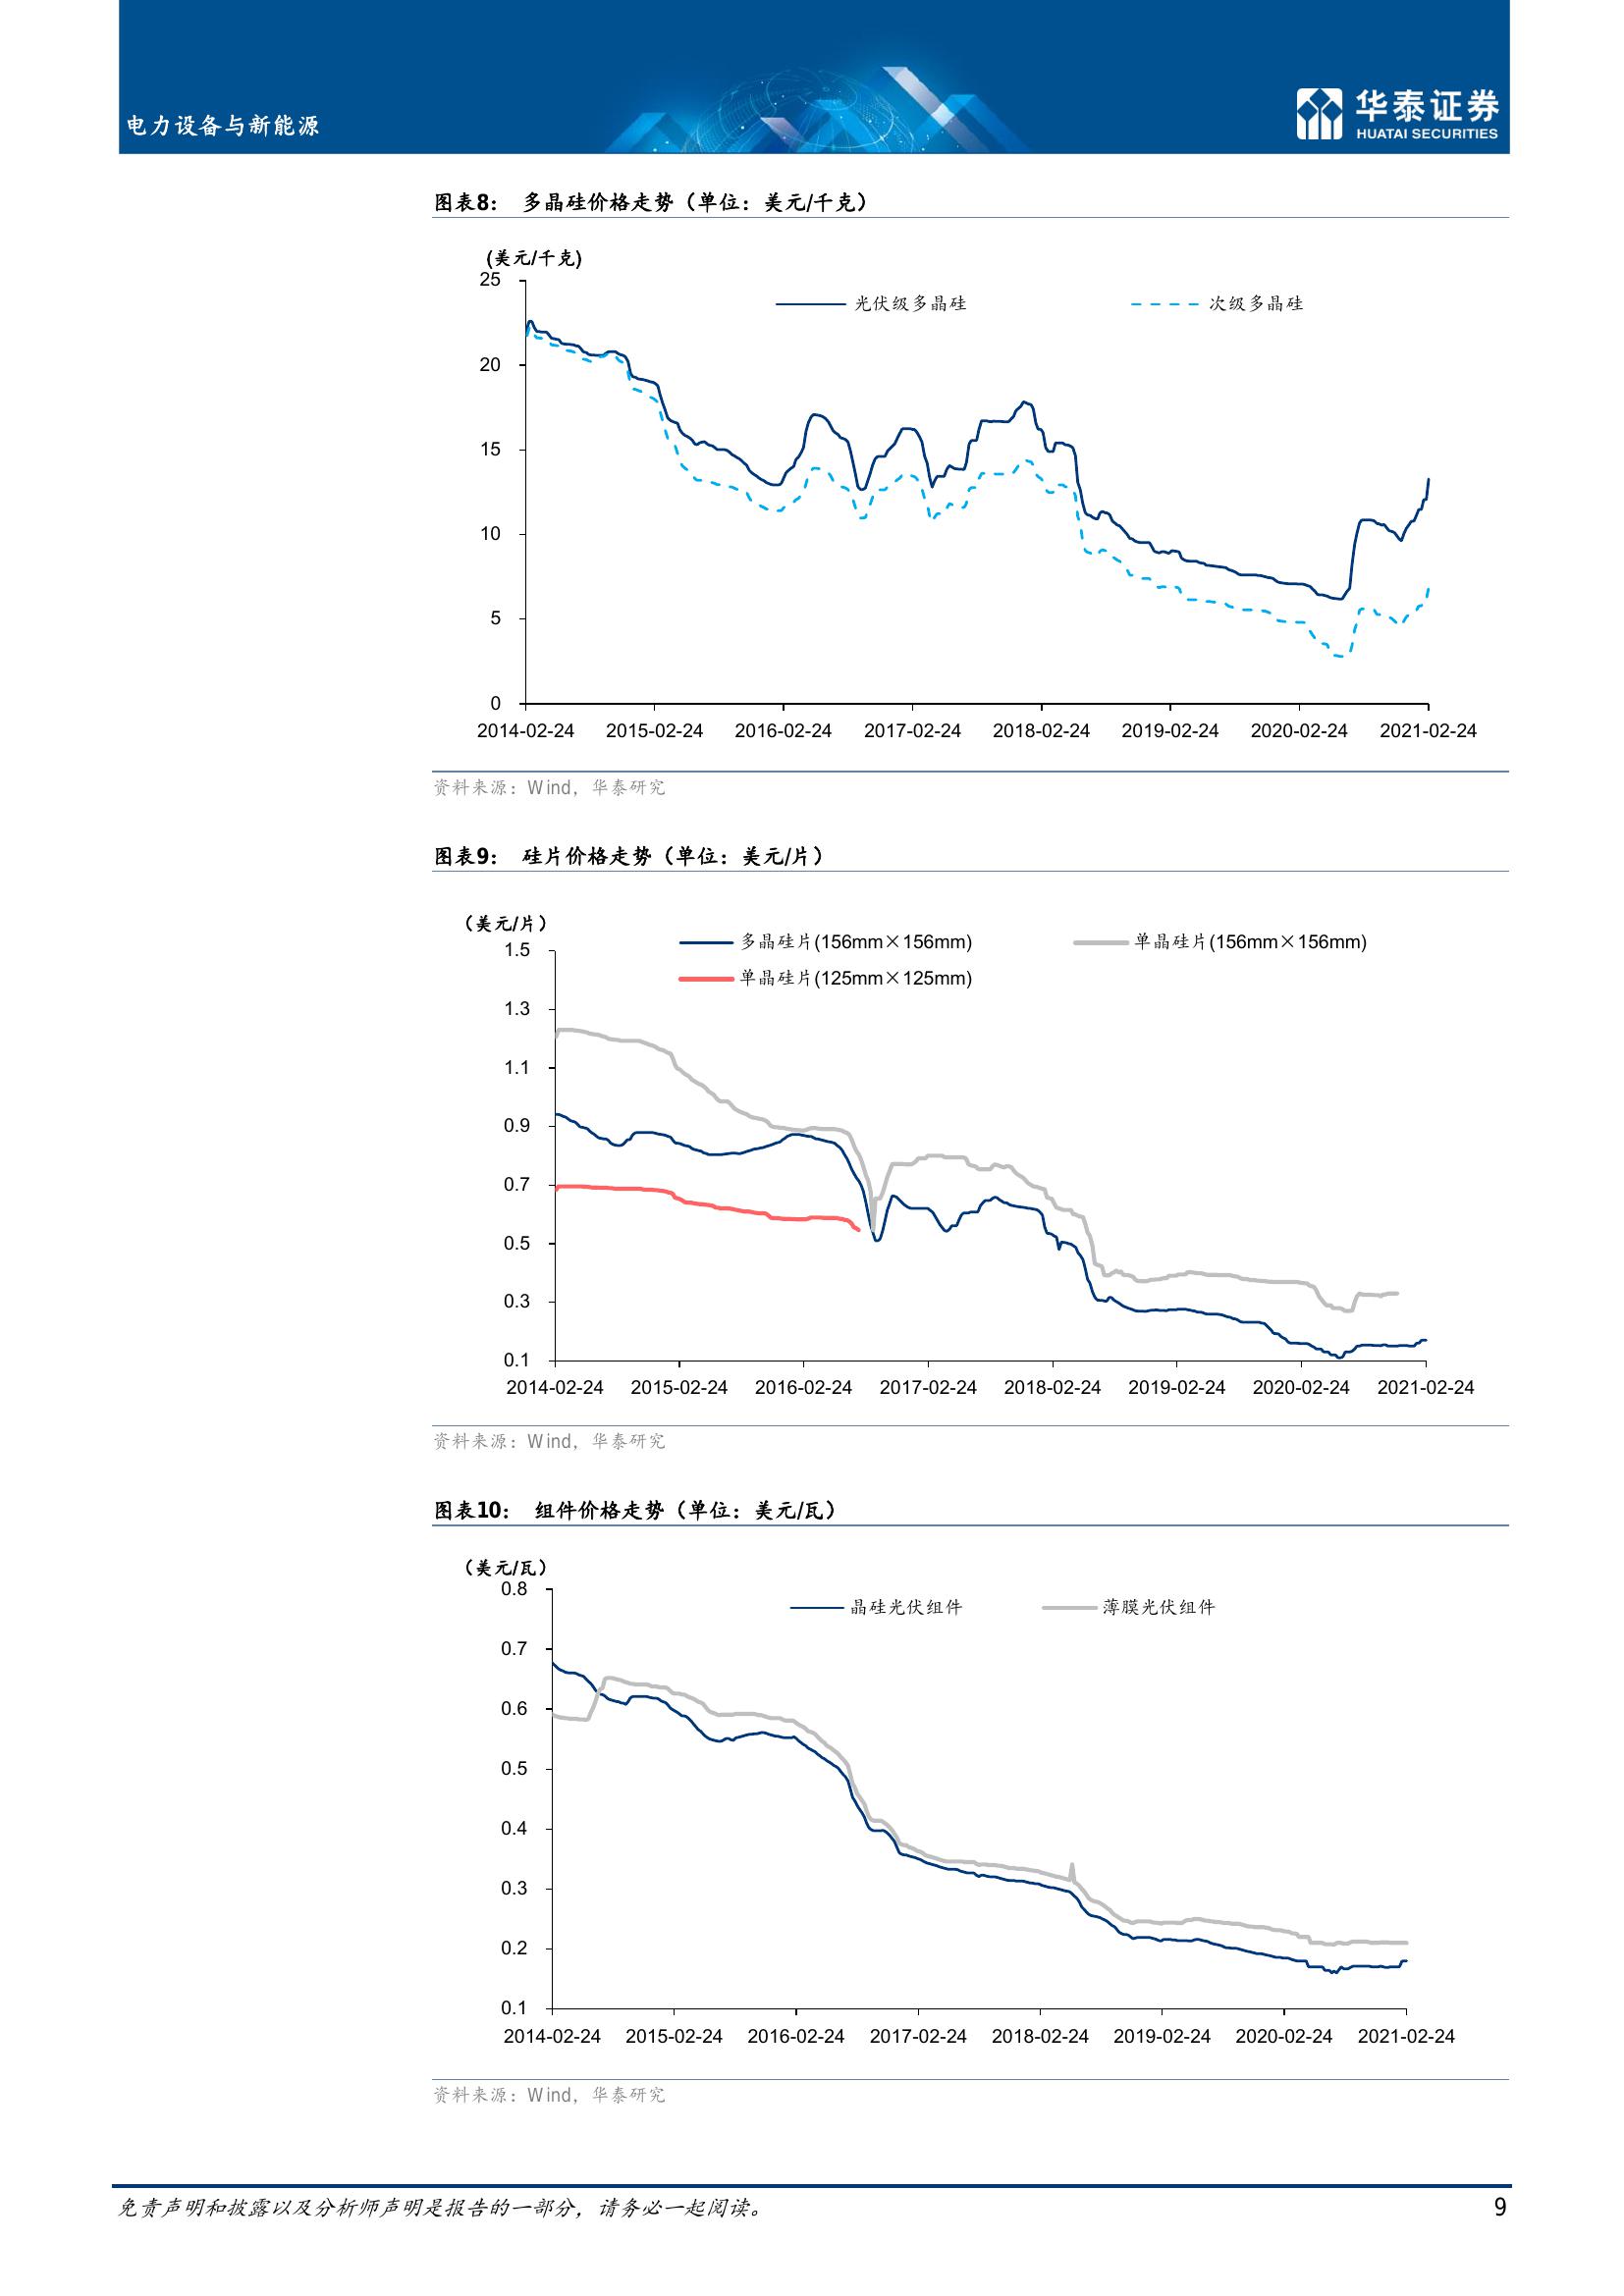 电力设备与新能源
华泰证券
HUATAI SECURITIES
图表8： 多晶硅价格走势（单位：美元/千克）
(美元/千克)
25
光伏级多晶硅 次级多晶硅
20
15
10
5
0
2014-02-24 2015-02-24 2016-02-24 2017-02-24 2018-02-24 2019-02-24 2020-02-24 2021-02-24
资料来源：Wind，华泰研究
图表9： 硅片价格走势（单位：美元/片）
（美元/片）
多晶硅片(156mm×156mm) 单晶硅片(156mm×156mm)
1.5
单晶硅片(125mm×125mm)
1.3
1.1
0.9
0.7
0.5
0.3
0.1
2014-02-24 2015-02-24 2016-02-24 2017-02-24 2018-02-24 2019-02-24 2020-02-24 2021-02-24
资料来源：Wind，华泰研究
图表10： 组件价格走势（单位：美元/瓦）
（美元/瓦）
0.8
晶硅光伏组件 薄膜光伏组件
0.7
0.6
0.5
0.4
0.3
0.2
0.1
2014-02-24 2015-02-24 2016-02-24 2017-02-24 2018-02-24 2019-02-24 2020-02-24 2021-02-24
资料来源：Wind，华泰研究
免责声明和披露以及分析师声明是报告的一部分，请务必一起阅读。 9